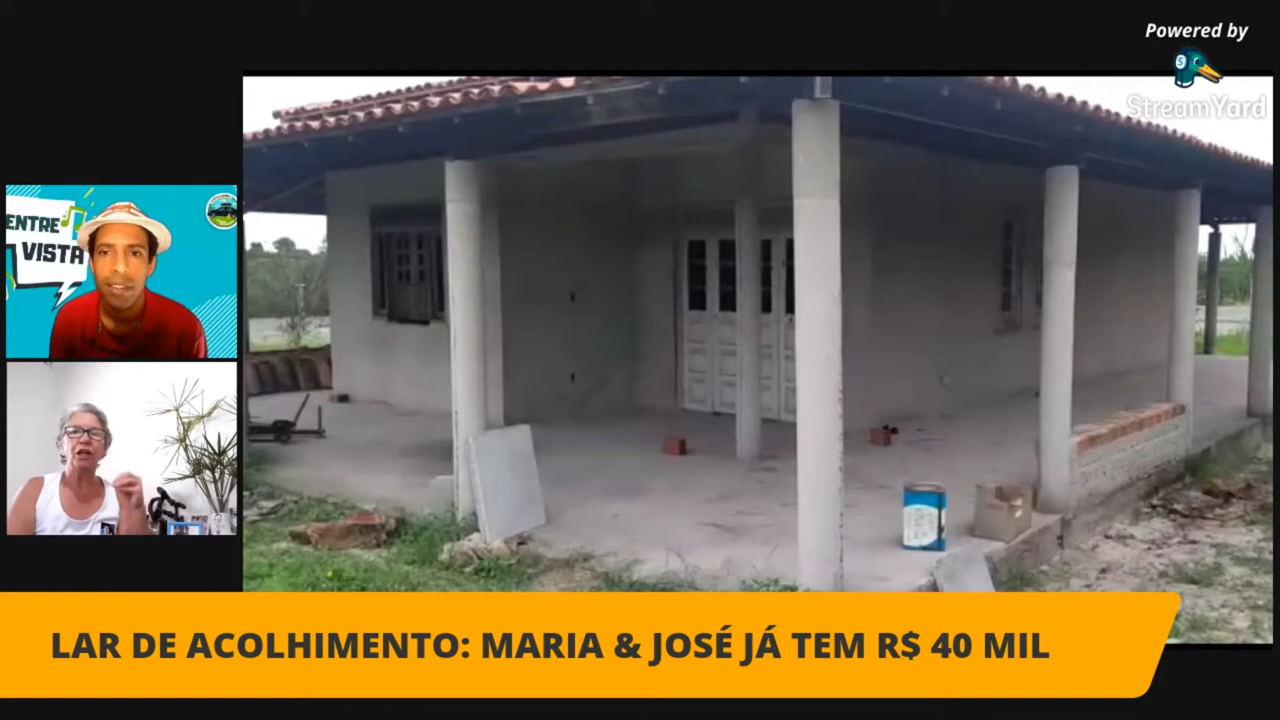 Powered by
StreamYard
ENTRE
VISTA
LAR DE ACOLHIMENTO: MARIA & JOSÉ JÁ TEM R$ 40 MIL